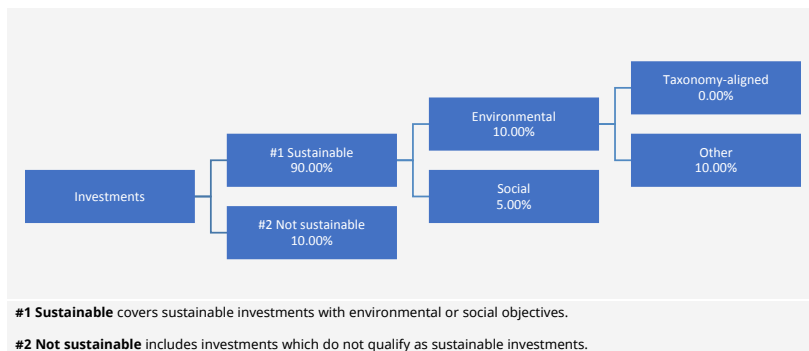 Investments
#1 Sustainable
90.00%
#2 Not sustainable
10.00%
Environmental
10.00%
Social
5.00%
Taxonomy-aligned
0.00%
Other
10.00%
#1 Sustainable covers sustainable investments with environmental or social objectives.
#2 Not sustainable includes investments which do not qualify as sustainable investments.